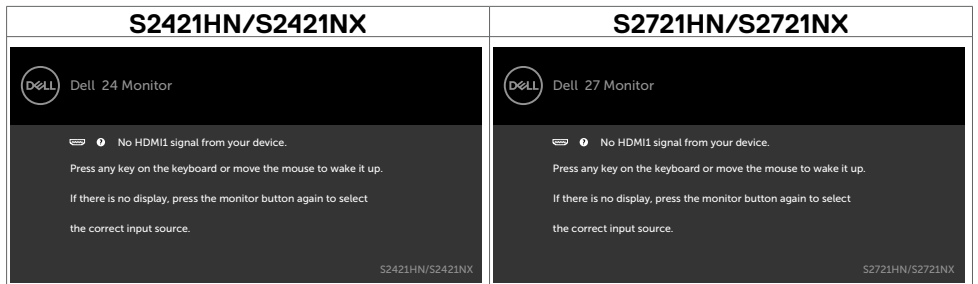 S2421HN/S2421NX
DELL
Dell 24 Monitor
No HDMI1 signal from your device.
Press any key on the keyboard or move the mouse to wake it up.
If there is no display, press the monitor button again to select
the correct input source.
S2421HN/S2421NX
S2721HN/S2721NX
DELL
Dell 27 Monitor
No HDMI1 signal from your device.
Press any key on the keyboard or move the mouse to wake it up.
If there is no display, press the monitor button again to select
the correct input source.
S2721HN/S2721NX